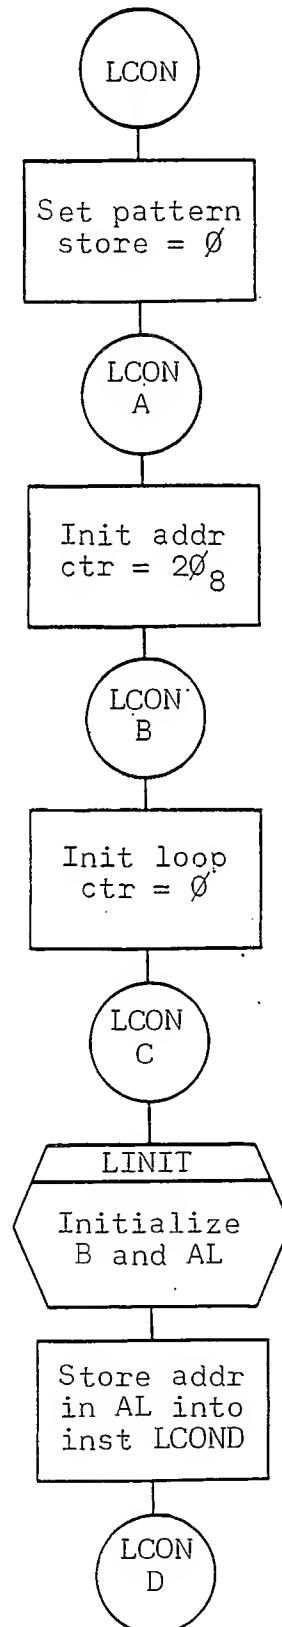 LCON
Set pattern
store = Ø
LCON
A
Init addr
ctr = 2Ø₈
LCON
B
Init loop
ctr = Ø
LCON
C
LINIT
Initialize
B and AL
Store addr
in AL into
inst LCOND
LCON
D